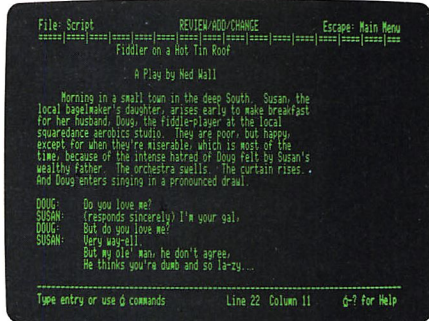 File: Script REVIEW/ADD/CHANGE Escape: Main Menu
=====|====|====|====|====|====|====|====|====|====|====|====|====|====|====|===
Fiddler on a Hot Tin Roof
A Play by Ned Wall
Morning in a small town in the deep South. Susan, the
local bagelmaker's daughter, arises early to make breakfast
for her husband, Doug, the fiddle-player at the local
squaredance aerobics studio. They are poor, but happy,
except for when they're miserable, which is most of the
time, because of the intense hatred of Doug felt by Susan's
wealthy father. The orchestra swells. The curtain rises.
And Doug enters singing in a pronounced drawl.
DOUG: Do you love me?
SUSAN: (responds sincerely) I'm your gal,
DOUG: But do you love me?
SUSAN: Very way-ell.
But my ole' man, he don't agree,
He thinks you're dumb and so la-zy...
Type entry or use commands Line 22 Column 11 -? for Help